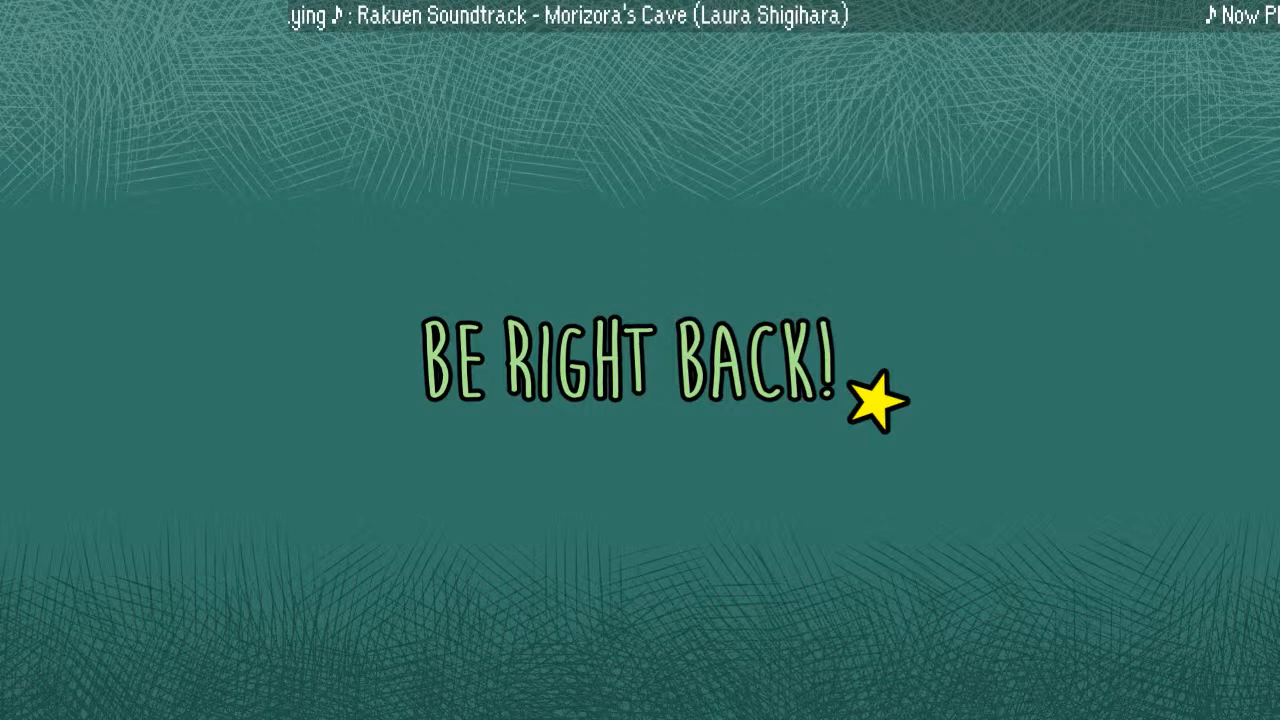 .ying ♪ : Rakuen Soundtrack - Morizora's Cave (Laura Shigihara) ♪ Now Pl
BE RIGHT BACK!